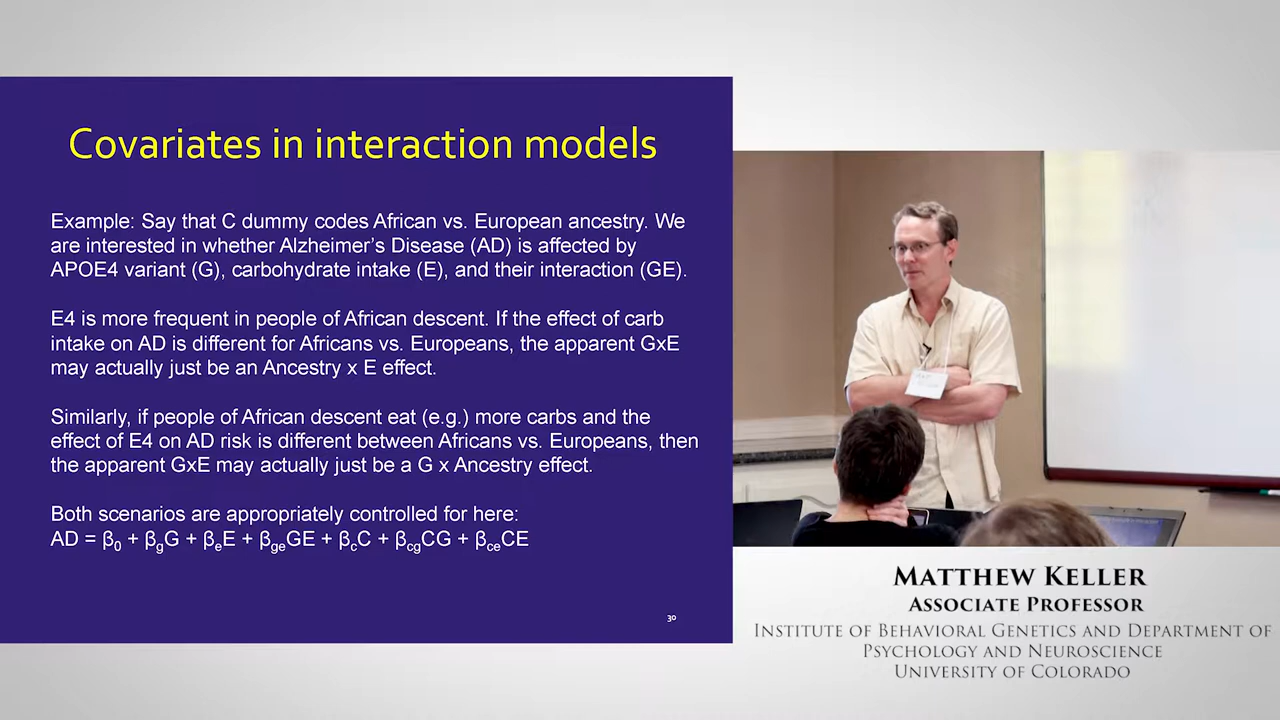 Covariates in interaction models
Example: Say that C dummy codes African vs. European ancestry. We
are interested in whether Alzheimer's Disease (AD) is affected by
APOE4 variant (G), carbohydrate intake (E), and their interaction (GE).
E4 is more frequent in people of African descent. If the effect of carb
intake on AD is different for Africans vs. Europeans, the apparent GxE
may actually just be an Ancestry x E effect.
Similarly, if people of African descent eat (e.g.) more carbs and the
effect of E4 on AD risk is different between Africans vs. Europeans, then
the apparent GxE may actually just be a G x Ancestry effect.
Both scenarios are appropriately controlled for here:
AD = β₀ + β_gG + β_eE + β_geGE + β_cC + β_cgCG + β_ceCE
30
MATTHEW KELLER
ASSOCIATE PROFESSOR
INSTITUTE OF BEHAVIORAL GENETICS AND DEPARTMENT OF
PSYCHOLOGY AND NEUROSCIENCE
UNIVERSITY OF COLORADO